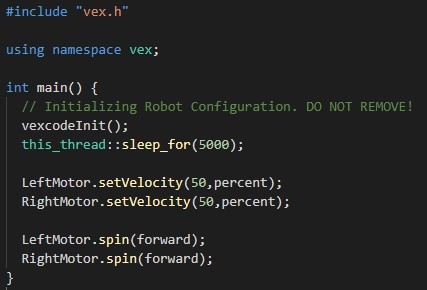 #include "vex.h"
using namespace vex;
int main() {
// Initializing Robot Configuration. DO NOT REMOVE!
vexcodeInit();
this_thread::sleep_for(5000);
LeftMotor.setVelocity(50,percent);
RightMotor.setVelocity(50,percent);
LeftMotor.spin(forward);
RightMotor.spin(forward);
}